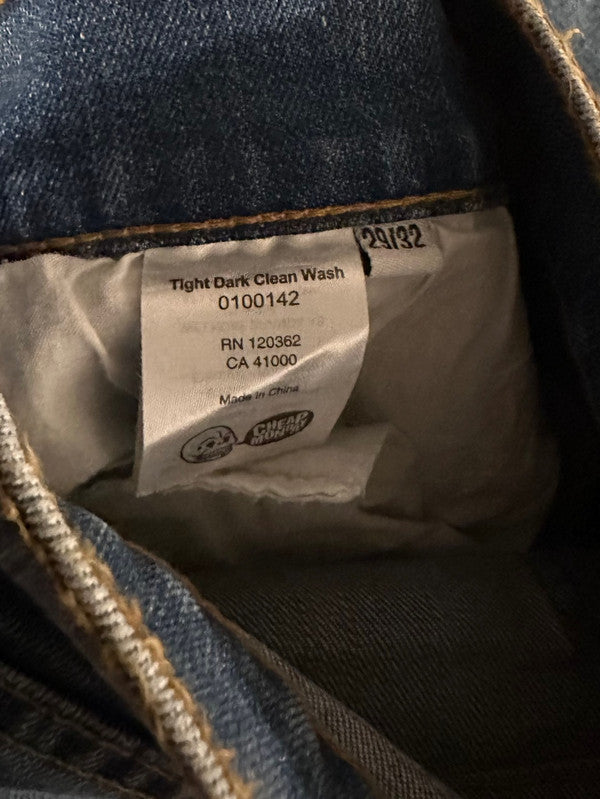 29/32
Tight Dark Clean Wash
0100142
RN 120362
CA 41000
Made in China
CHEAP
MONDAY